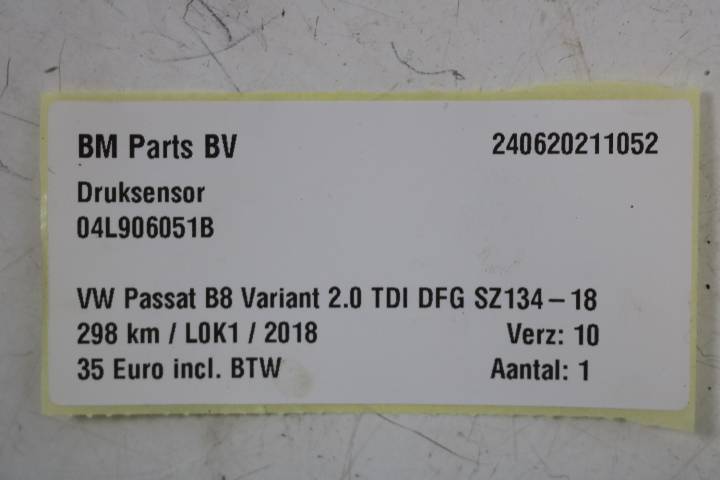 BM Parts BV 240620211052
Druksensor
04L906051B
VW Passat B8 Variant 2.0 TDI DFG SZ134-18
298 km / L0K1 / 2018 Verz: 10
35 Euro incl. BTW Aantal: 1